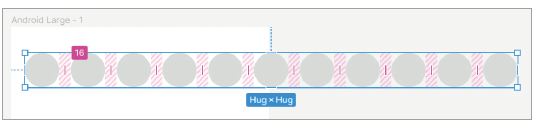 Android Large - 1
16
Hug × Hug